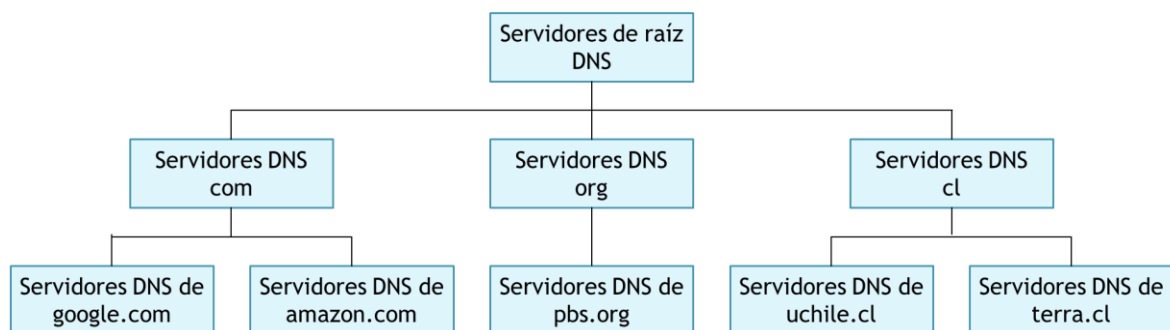 Servidores de raíz
DNS
Servidores DNS
com
Servidores DNS
org
Servidores DNS
cl
Servidores DNS de
google.com
Servidores DNS de
amazon.com
Servidores DNS de
pbs.org
Servidores DNS de
uchile.cl
Servidores DNS de
terra.cl